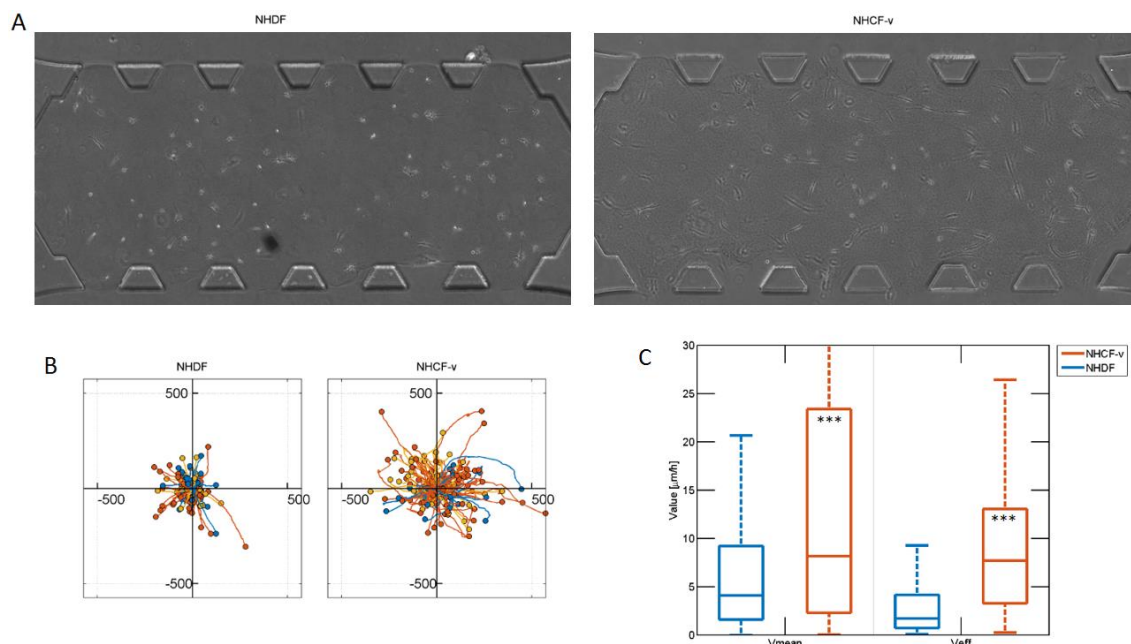 A
NHDF
NHCF-v
B
NHDF
500
-500
500
-500
NHCF-v
500
-500
500
-500
C
30
25
20
15
10
5
0
Value [μm/h]
***
***
Vmean
Veff
NHCF-v
NHDF